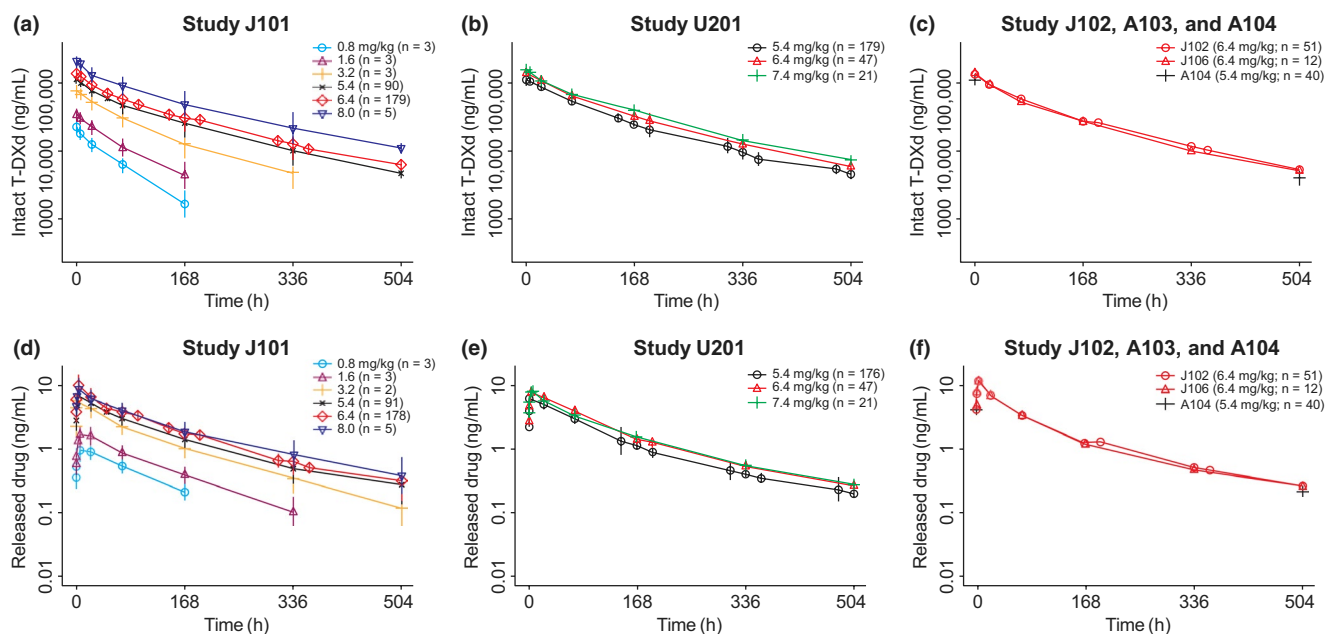 (a) Study J101
0.8 mg/kg (n = 3)
1.6 (n = 3)
3.2 (n = 3)
5.4 (n = 90)
6.4 (n = 179)
8.0 (n = 5)
Intact T-DXd (ng/mL)
1000 10,000 100,000
0 168 336 504
Time (h)
(b) Study U201
5.4 mg/kg (n = 179)
6.4 mg/kg (n = 47)
7.4 mg/kg (n = 21)
Intact T-DXd (ng/mL)
1000 10,000 100,000
0 168 336 504
Time (h)
(c) Study J102, A103, and A104
J102 (6.4 mg/kg; n = 51)
J106 (6.4 mg/kg; n = 12)
A104 (5.4 mg/kg; n = 40)
Intact T-DXd (ng/mL)
1000 10,000 100,000
0 168 336 504
Time (h)
(d) Study J101
0.8 mg/kg (n = 3)
1.6 (n = 3)
3.2 (n = 2)
5.4 (n = 91)
6.4 (n = 178)
8.0 (n = 5)
Released drug (ng/mL)
0.01 0.1 1 10
0 168 336 504
Time (h)
(e) Study U201
5.4 mg/kg (n = 176)
6.4 mg/kg (n = 47)
7.4 mg/kg (n = 21)
Released drug (ng/mL)
0.01 0.1 1 10
0 168 336 504
Time (h)
(f) Study J102, A103, and A104
J102 (6.4 mg/kg; n = 51)
J106 (6.4 mg/kg; n = 12)
A104 (5.4 mg/kg; n = 40)
Released drug (ng/mL)
0.01 0.1 1 10
0 168 336 504
Time (h)